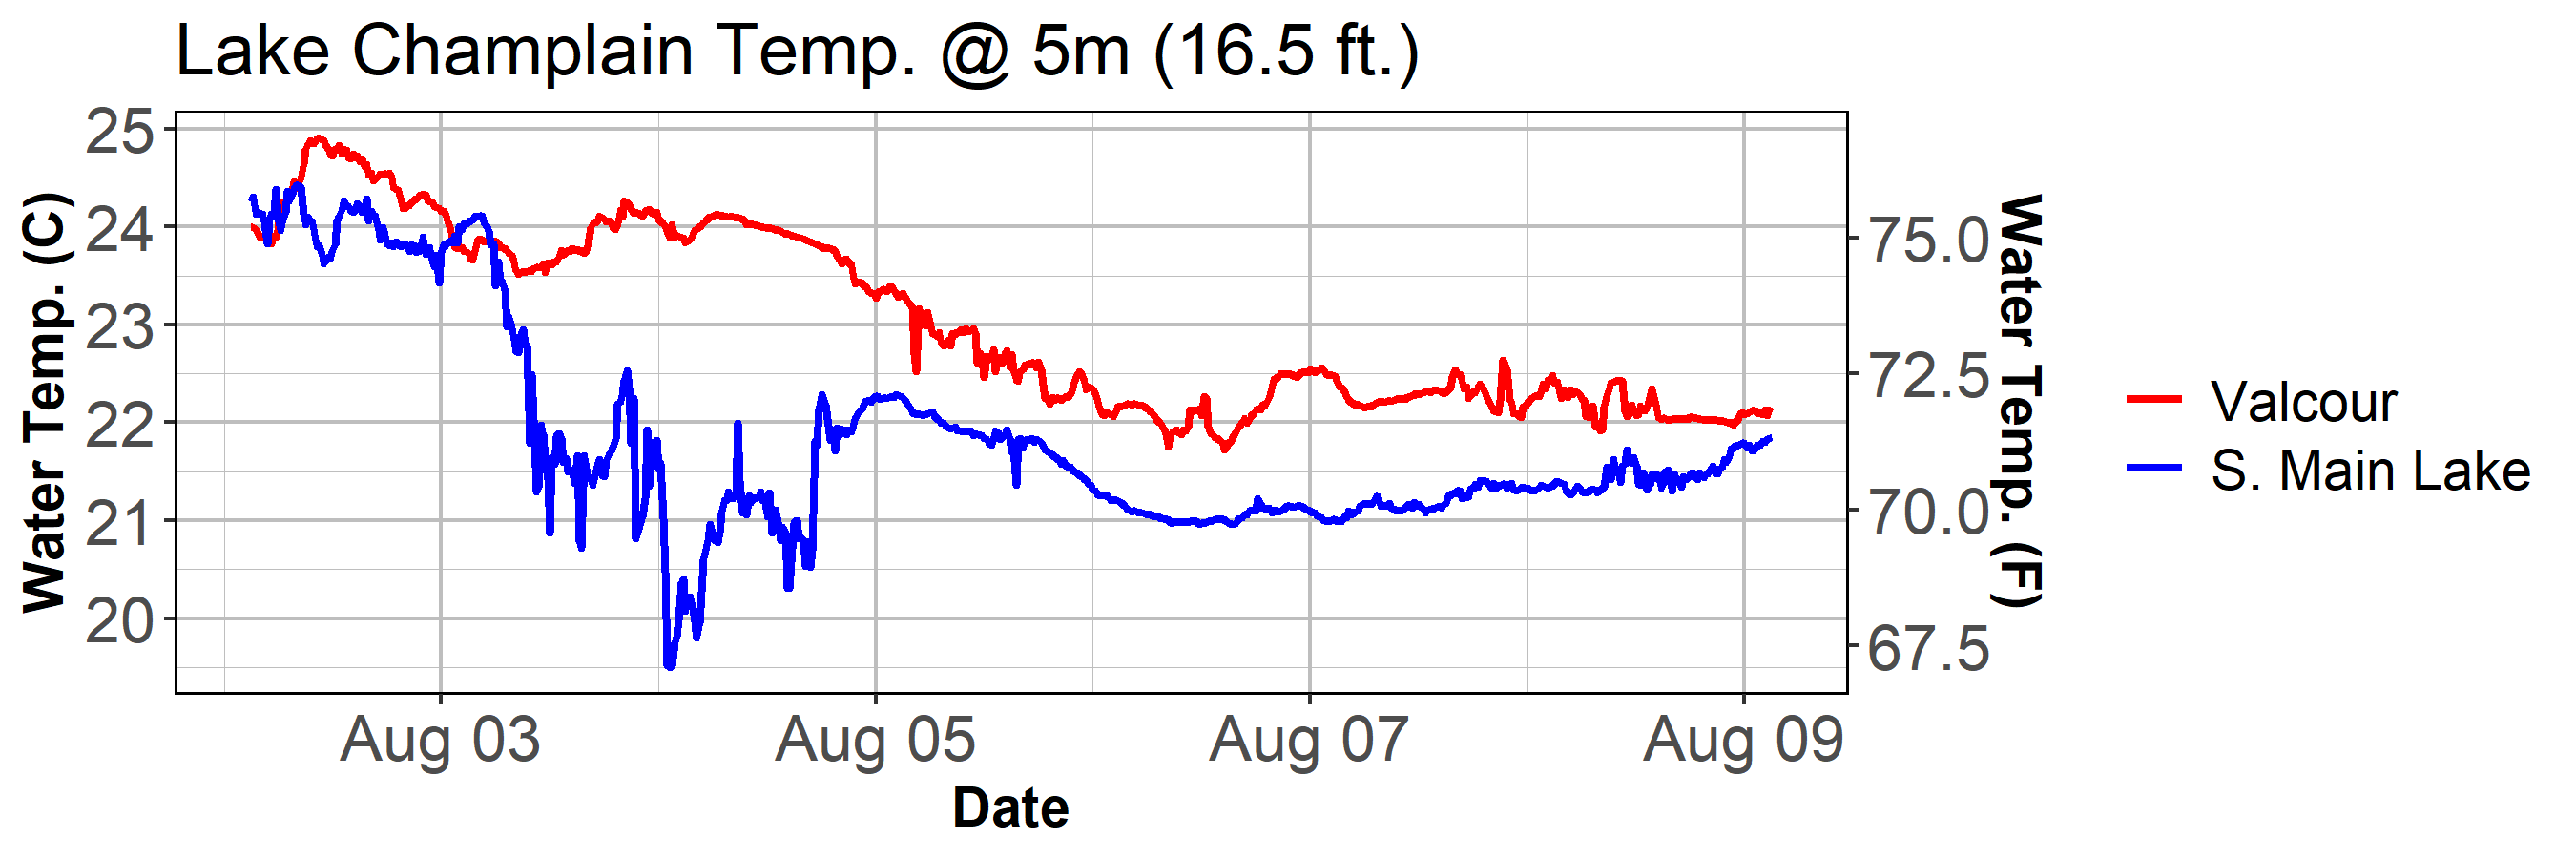 Lake Champlain Temp. @ 5m (16.5 ft.)
Water Temp. (C)
25
24
23
22
21
20
75.0
72.5
70.0
67.5
Water Temp. (F)
Valcour
S. Main Lake
Aug 03
Aug 05
Aug 07
Aug 09
Date